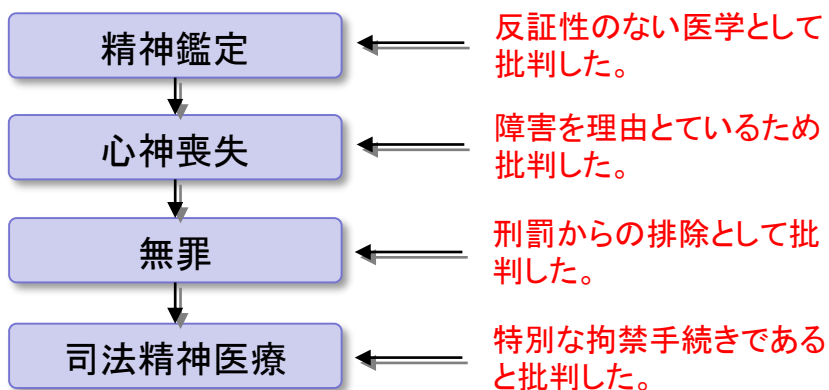 精神鑑定
反証性のない医学として
批判した。
心神喪失
障害を理由とているため
批判した。
無罪
刑罰からの排除として批
判した。
司法精神医療
特別な拘禁手続きである
と批判した。